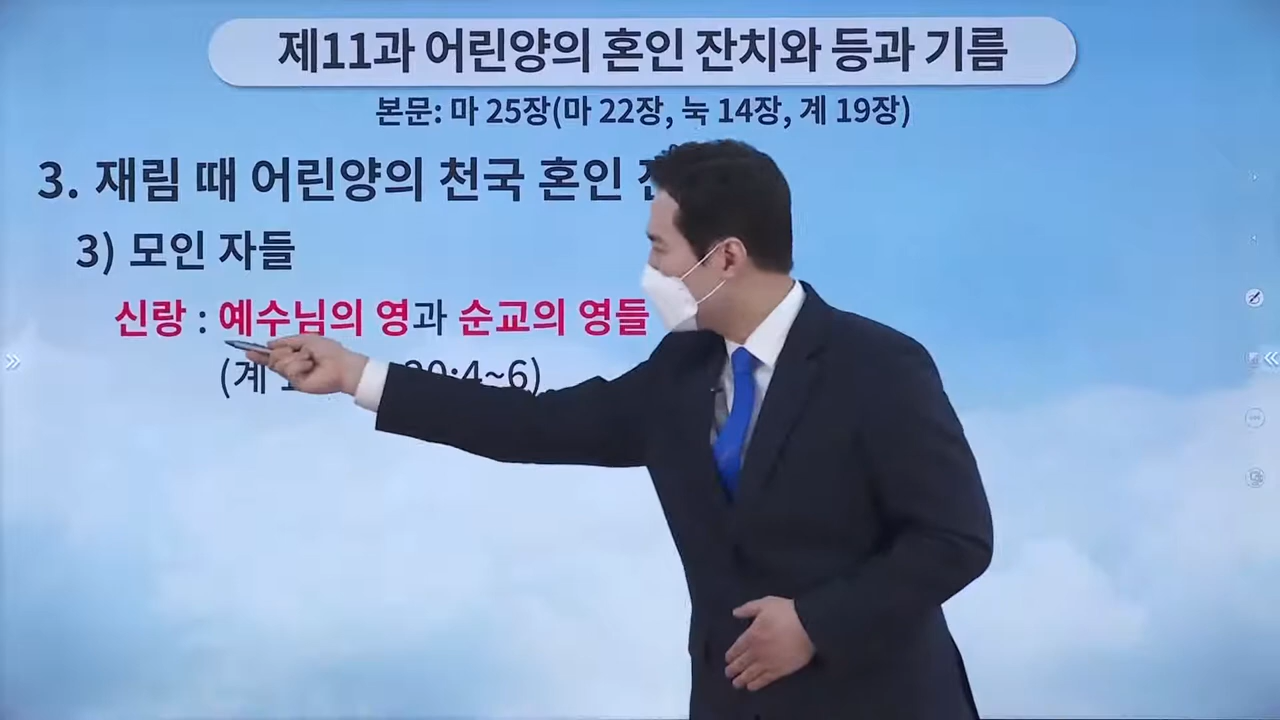 제11과 어린양의 혼인 잔치와 등과 기름
본문: 마 25장(마 22장, 눅 14장, 계 19장)
3. 재림 때 어린양의 천국 혼인
3) 모인 자들
신랑 : 예수님의 영과 순교의 영들
(계 20:4~6)